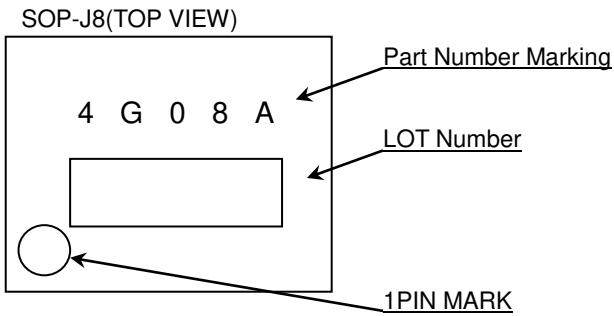 SOP-J8(TOP VIEW)
Part Number Marking
4 G 0 8 A
LOT Number
1PIN MARK